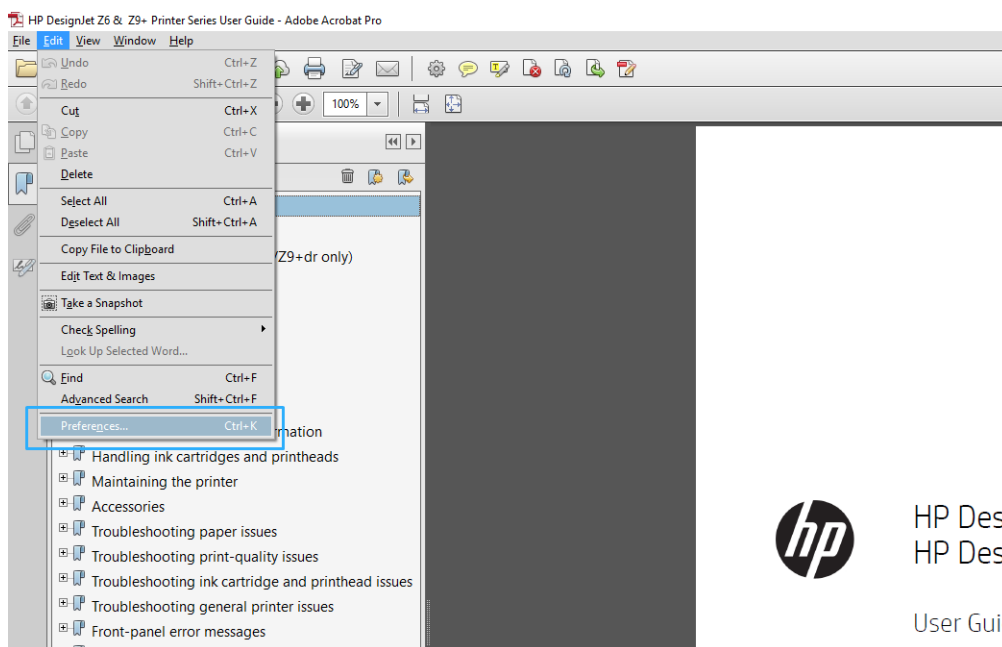 HP DesignJet Z6 & Z9+ Printer Series User Guide - Adobe Acrobat Pro
File Edit View Window Help
Undo Ctrl+Z
Redo Shift+Ctrl+Z
100%
Cut Ctrl+X
Copy Ctrl+C
Paste Ctrl+V
Delete
Select All Ctrl+A
Deselect All Shift+Ctrl+A
Copy File to Clipboard
/Z9+dr only)
Edit Text & Images
Take a Snapshot
Check Spelling
Look Up Selected Word...
Find Ctrl+F
Advanced Search Shift+Ctrl+F
Preferences... Ctrl+K
rmation
Handling ink cartridges and printheads
Maintaining the printer
Accessories
Troubleshooting paper issues
Troubleshooting print-quality issues
Troubleshooting ink cartridge and printhead issues
Troubleshooting general printer issues
Front-panel error messages
hp
HP Des
HP Des
User Gui